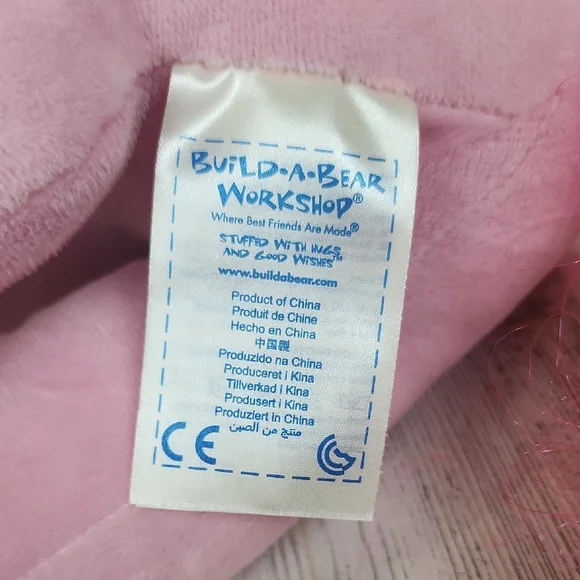 BUILD-A-BEAR
WORKSHOP®
Where Best Friends Are Made®
STUFFED WITH HUGS
AND GOOD WISHES™
www.buildabear.com
Product of China
Produit de Chine
Hecho en China
中国製
Produzido na China
Produceret i Kina
Tillverkad i Kina
Produsert i Kina
Produziert in China
منتج من الصين
CE